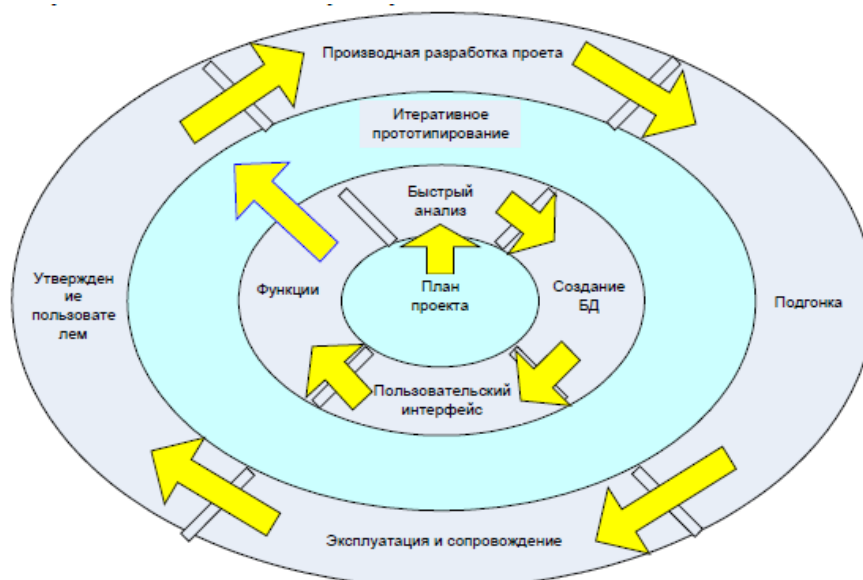 Производная разработка проета
Итеративное
прототипирование
Быстрый
анализ
Утвержден
ие
пользовате
лем
Функции
План
проекта
Создание
БД
Подгонка
Пользовательский
интерфейс
Эксплуатация и сопровождение